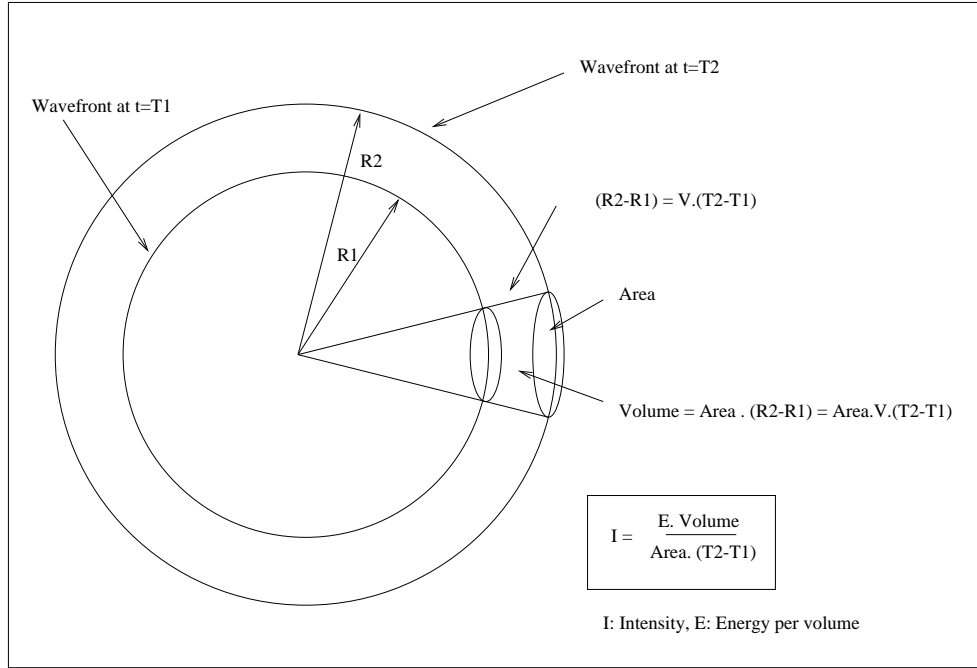 Wavefront at t=T2
Wavefront at t=T1
R2
(R2-R1) = V.(T2-T1)
R1
Area
Volume = Area . (R2-R1) = Area.V.(T2-T1)
E. Volume
I =
Area. (T2-T1)
I: Intensity, E: Energy per volume